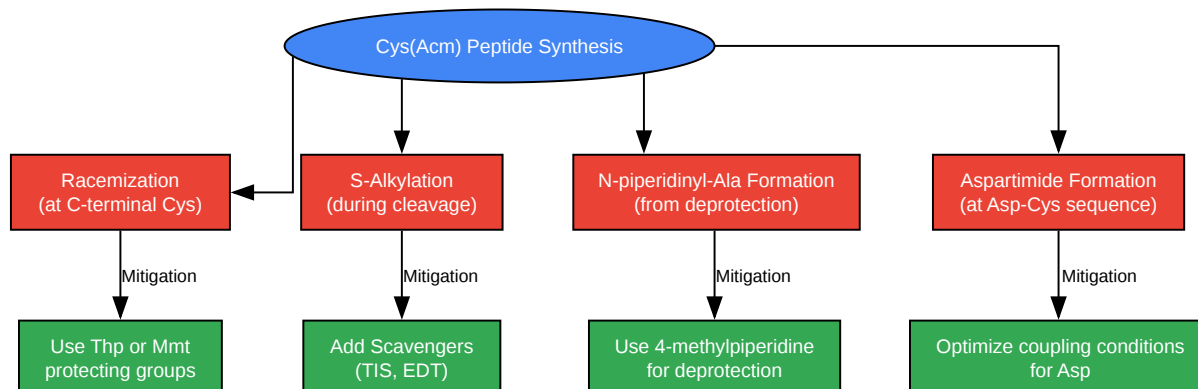 Cys(Acm) Peptide Synthesis
Racemization
(at C-terminal Cys)
S-Alkylation
(during cleavage)
N-piperidinyl-Ala Formation
(from deprotection)
Aspartimide Formation
(at Asp-Cys sequence)
Mitigation
Mitigation
Mitigation
Mitigation
Use Thp or Mmt
protecting groups
Add Scavengers
(TIS, EDT)
Use 4-methylpiperidine
for deprotection
Optimize coupling conditions
for Asp